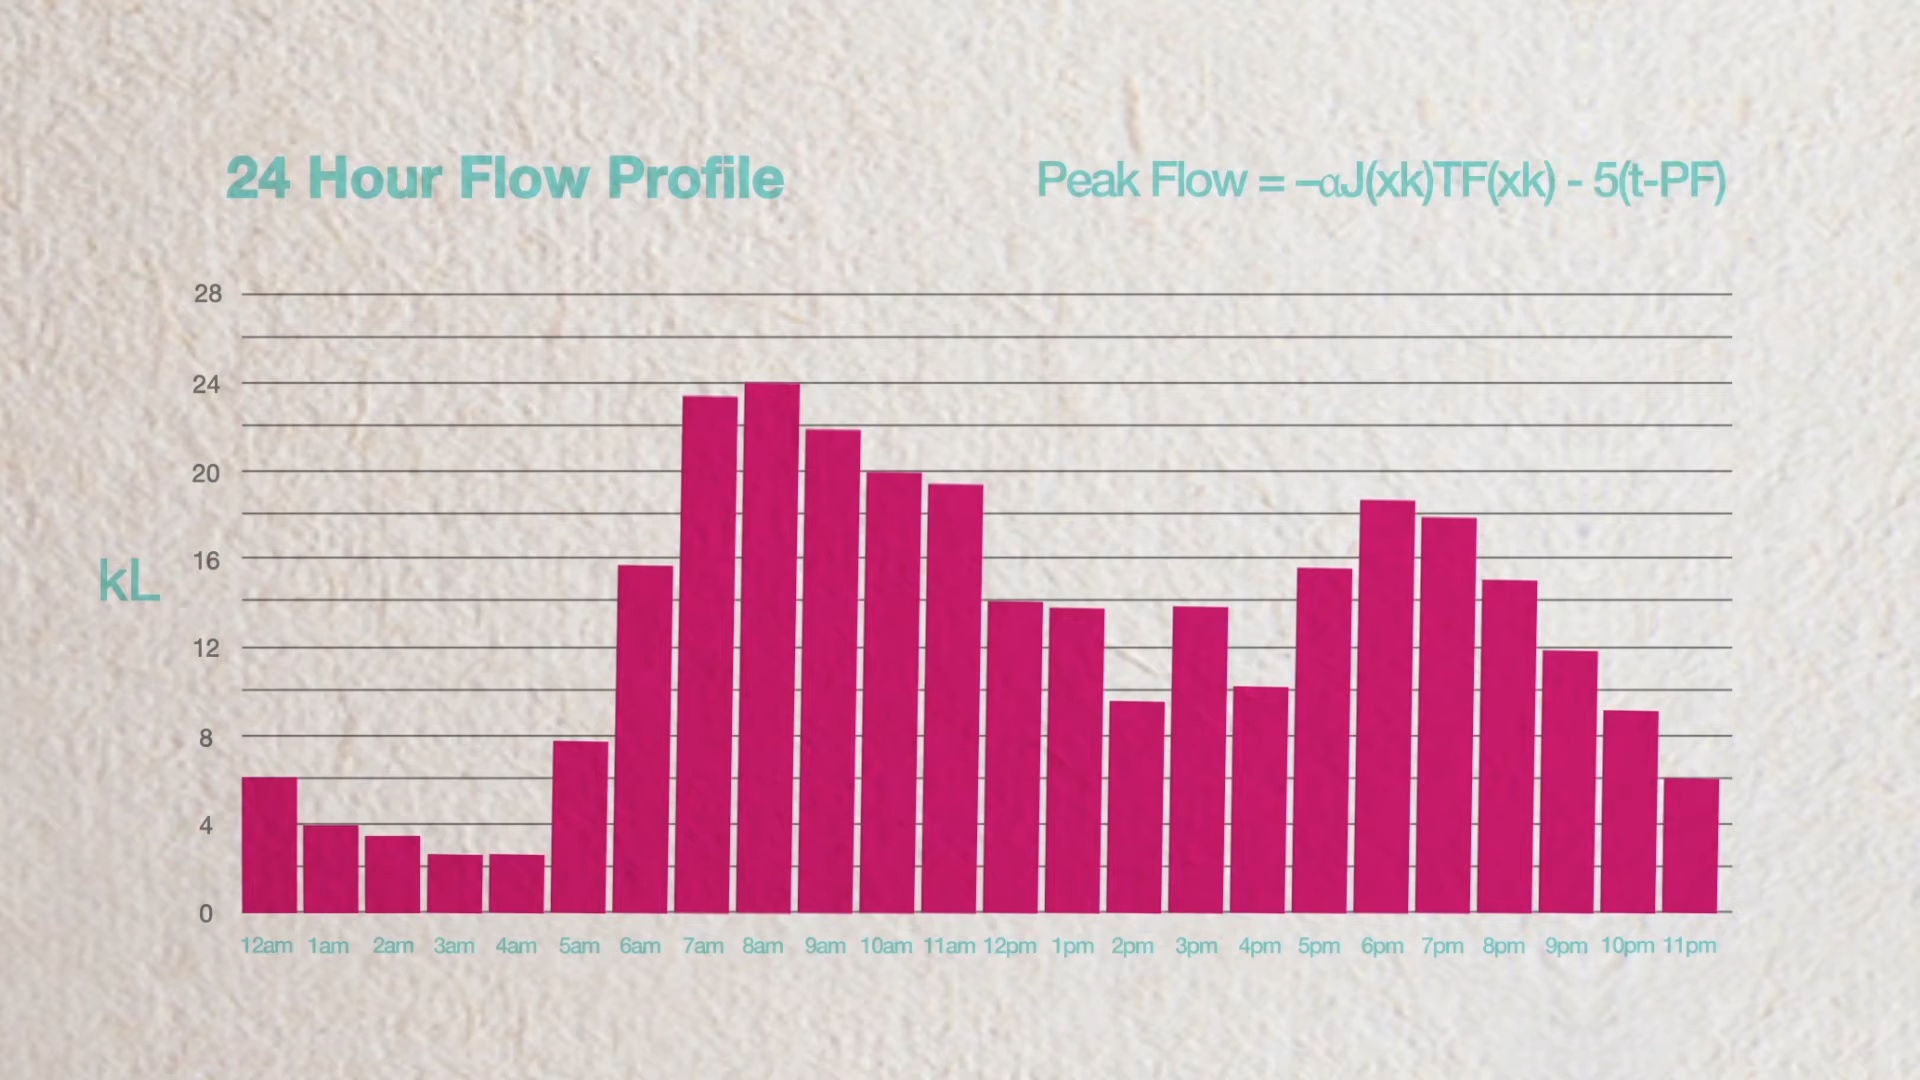 24 Hour Flow Profile
Peak Flow = –αJ(xk)TF(xk) - 5(t-PF)
28
24
20
16
kL
12
8
4
0
12am 1am 2am 3am 4am 5am 6am 7am 8am 9am 10am 11am 12pm 1pm 2pm 3pm 4pm 5pm 6pm 7pm 8pm 9pm 10pm 11pm